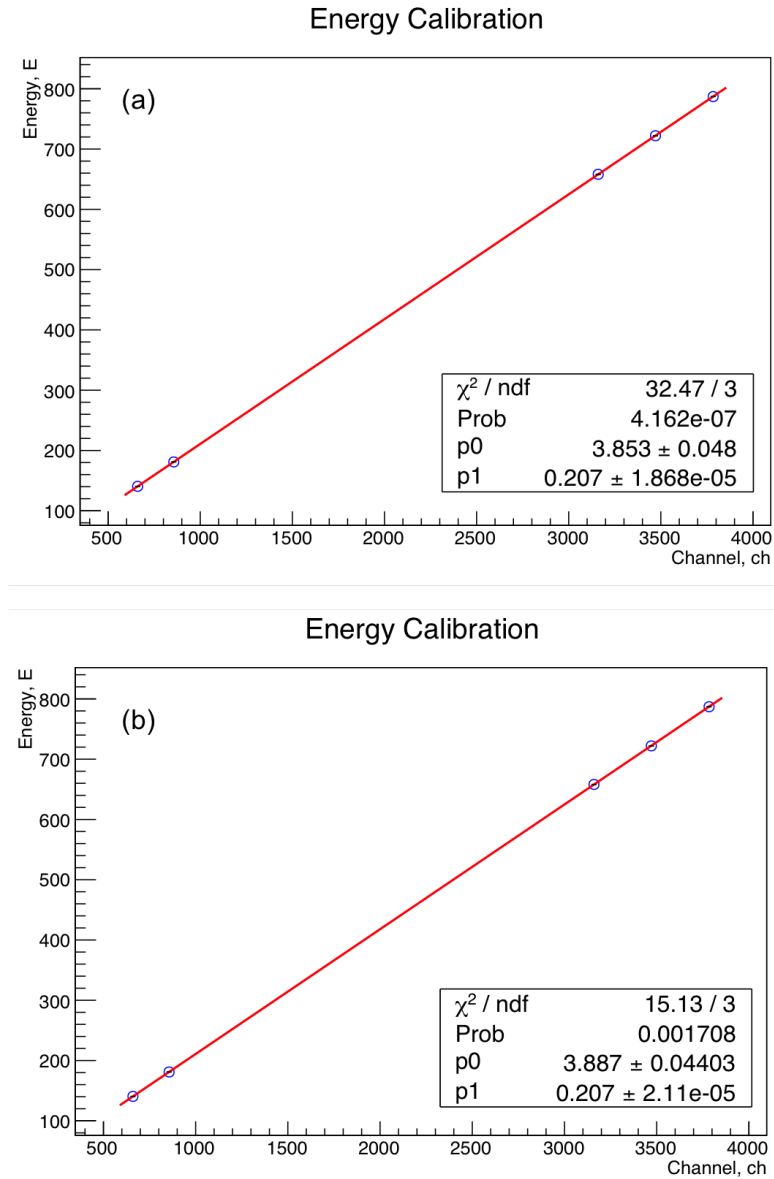 Energy Calibration
Energy, E
(a)
800
700
600
500
400
300
200
100
χ² / ndf 32.47 / 3
Prob 4.162e-07
p0 3.853 ± 0.048
p1 0.207 ± 1.868e-05
500 1000 1500 2000 2500 3000 3500 4000
Channel, ch
Energy Calibration
Energy, E
(b)
800
700
600
500
400
300
200
100
χ² / ndf 15.13 / 3
Prob 0.001708
p0 3.887 ± 0.04403
p1 0.207 ± 2.11e-05
500 1000 1500 2000 2500 3000 3500 4000
Channel, ch